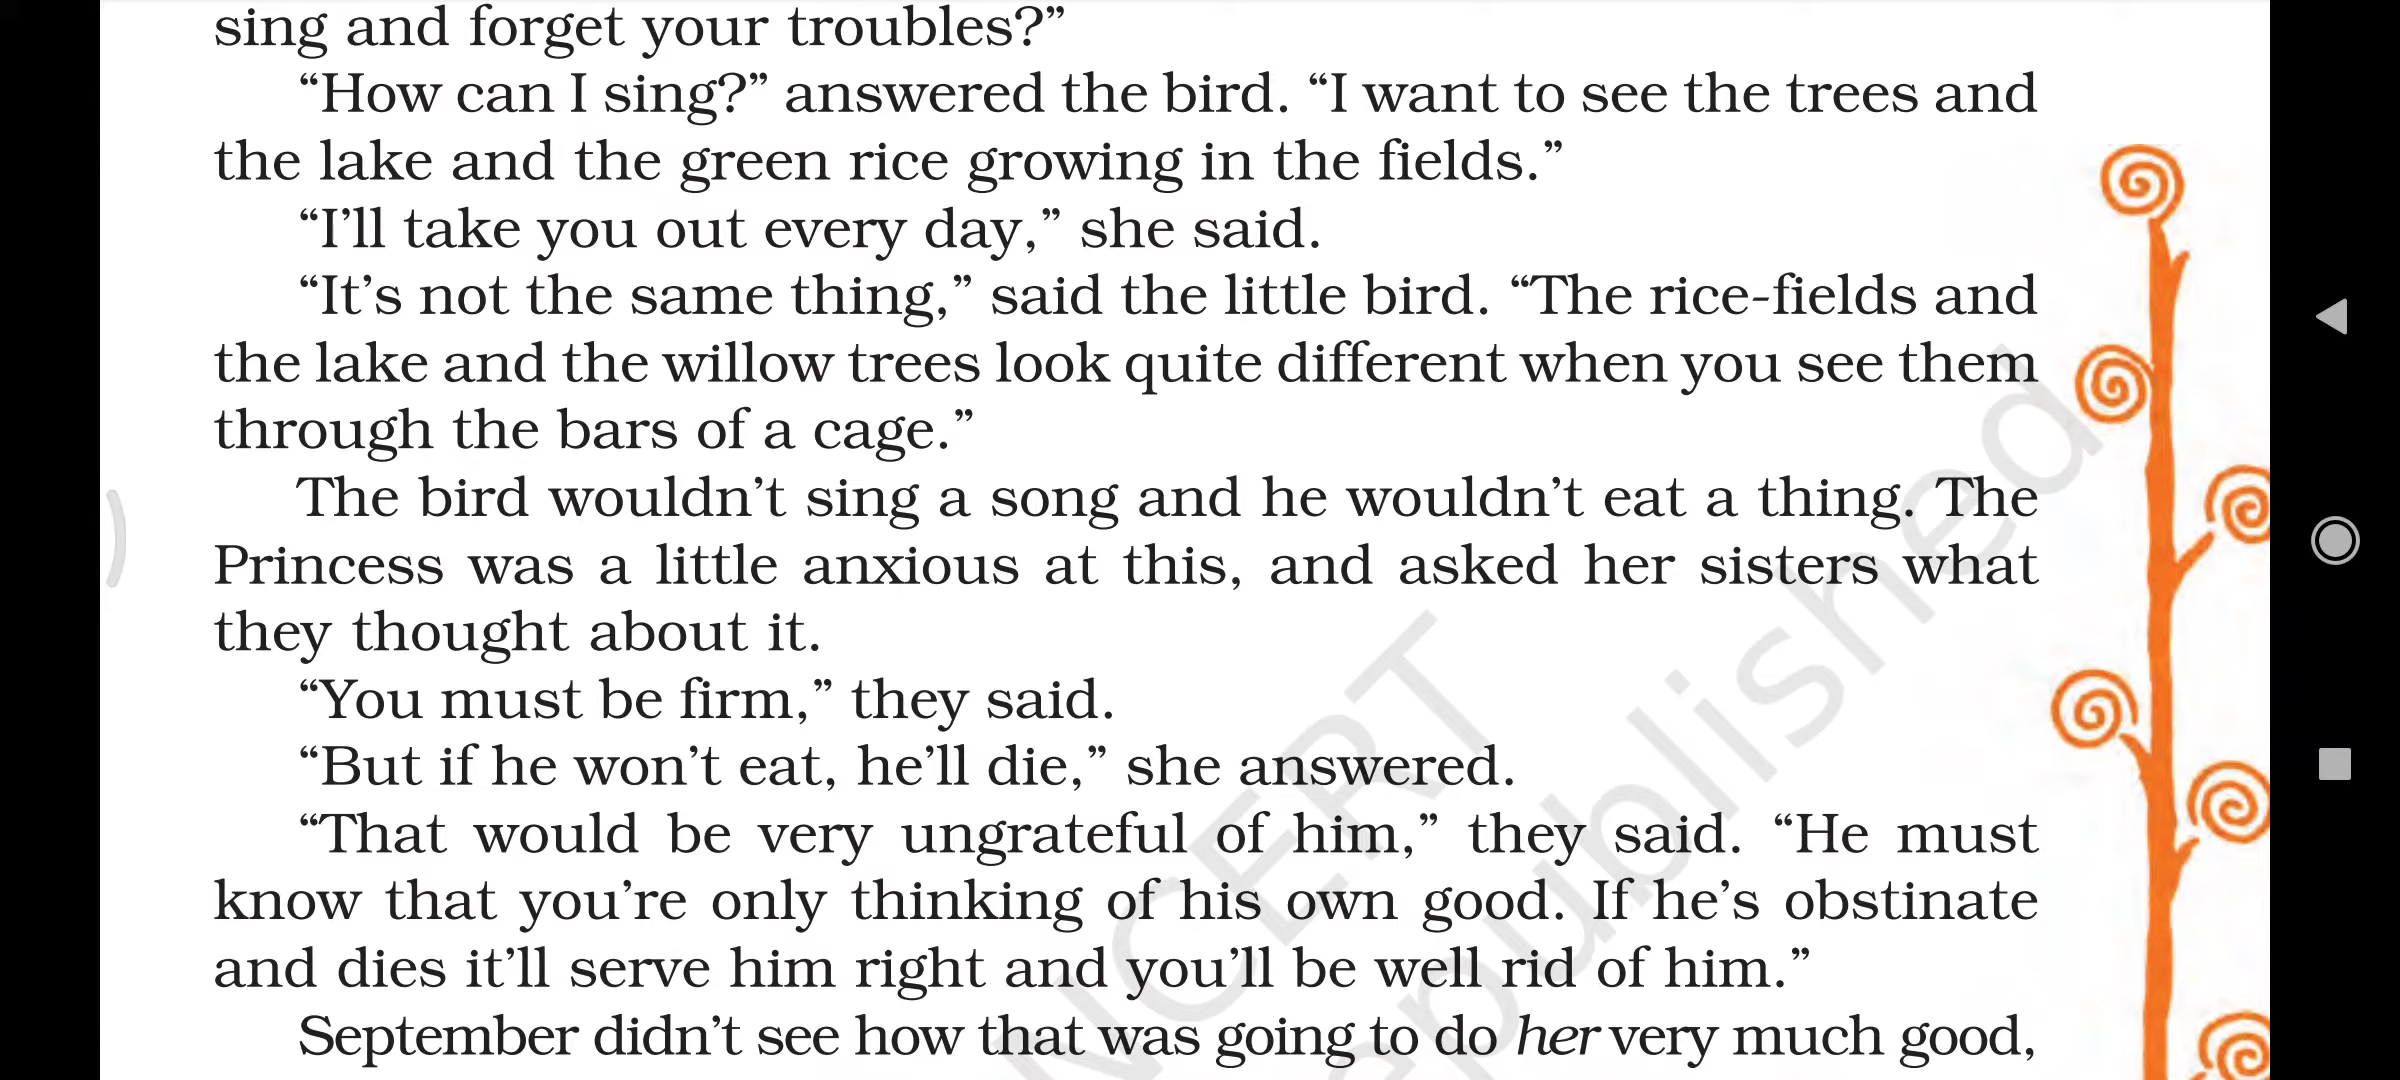 sing and forget your troubles?”
“How can I sing?” answered the bird. “I want to see the trees and
the lake and the green rice growing in the fields.”
“I’ll take you out every day,” she said.
“It’s not the same thing,” said the little bird. “The rice-fields and
the lake and the willow trees look quite different when you see them
through the bars of a cage.”
The bird wouldn’t sing a song and he wouldn’t eat a thing. The
Princess was a little anxious at this, and asked her sisters what
they thought about it.
“You must be firm,” they said.
“But if he won’t eat, he’ll die,” she answered.
“That would be very ungrateful of him,” they said. “He must
know that you’re only thinking of his own good. If he’s obstinate
and dies it’ll serve him right and you’ll be well rid of him.”
September didn’t see how that was going to do her very much good,
NCERT
epublished